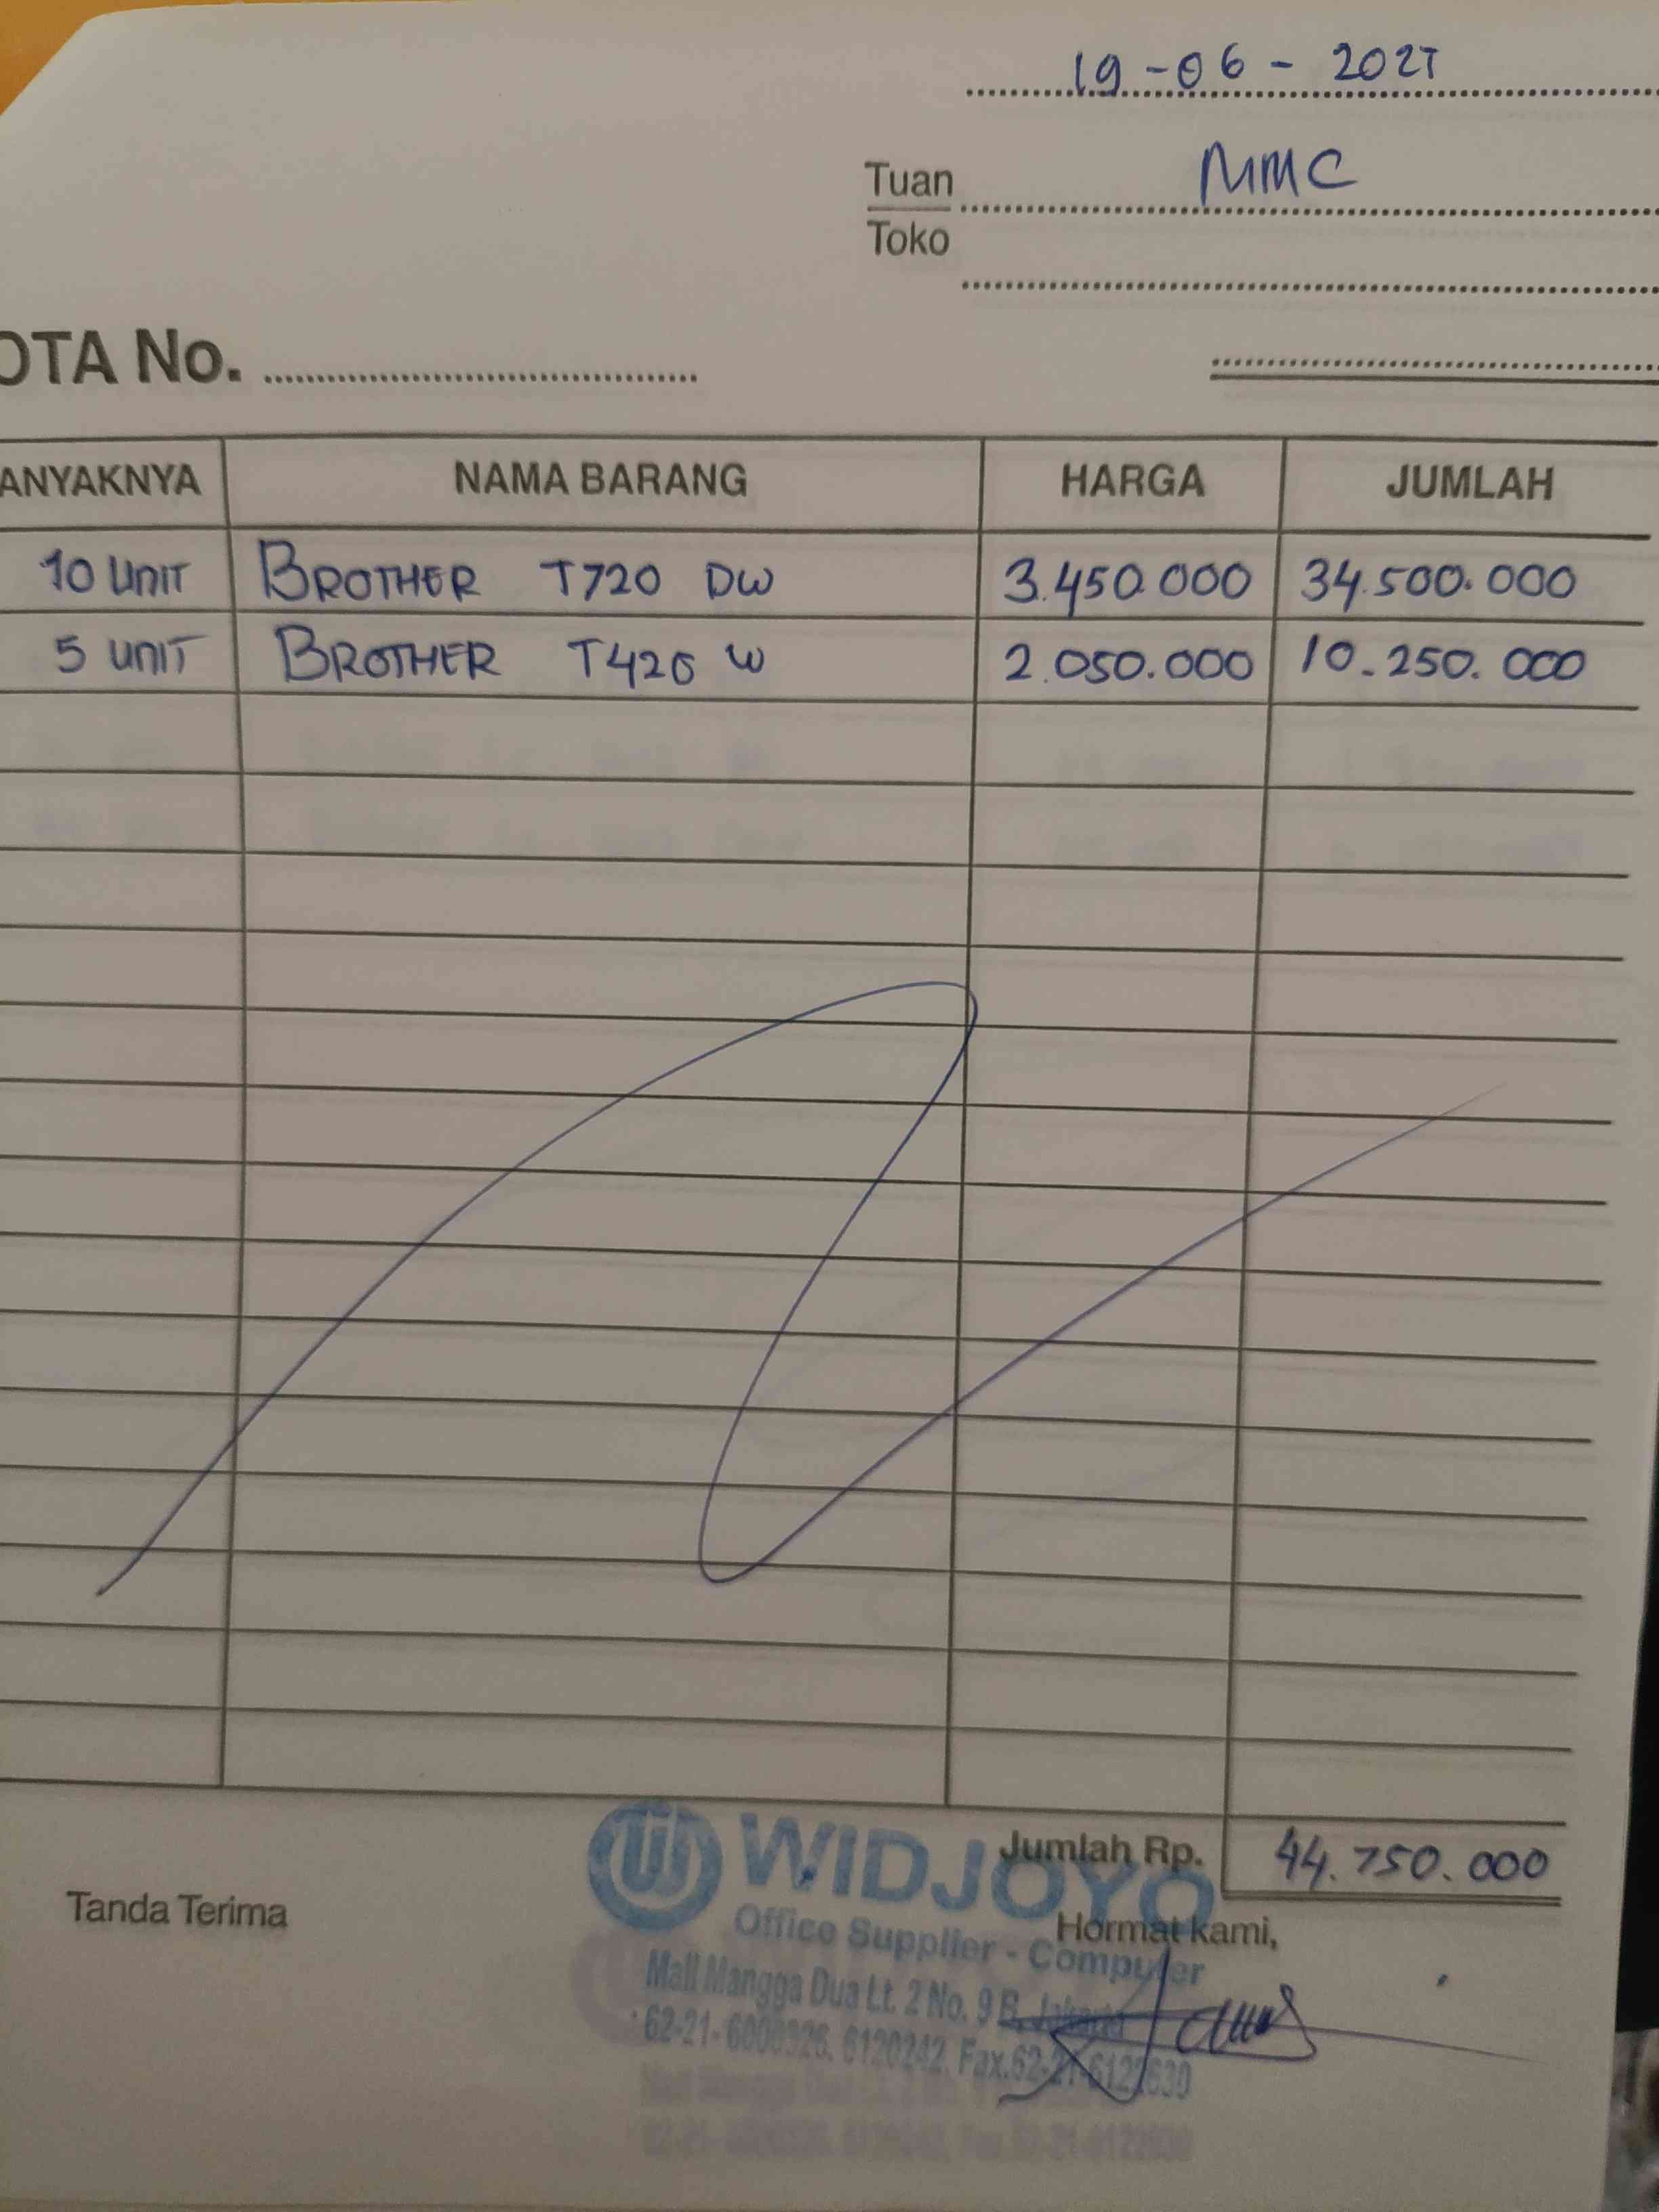 19-06-2021
Tuan MMC
Toko
OTA No.
ANYAKNYA NAMA BARANG HARGA JUMLAH
10 UNIT BROTHER T720 DW 3.450.000 34.500.000
5 UNIT BROTHER T420 W 2.050.000 10.250.000
Jumlah Rp. 44.750.000
Tanda Terima
Hormat kami,
WIDJOYO
Office Supplier - Computer
Mall Mangga Dua Lt. 2 No. 9 B, Jakarta
62-21-6000326, 6120242, Fax.62-21-6122630